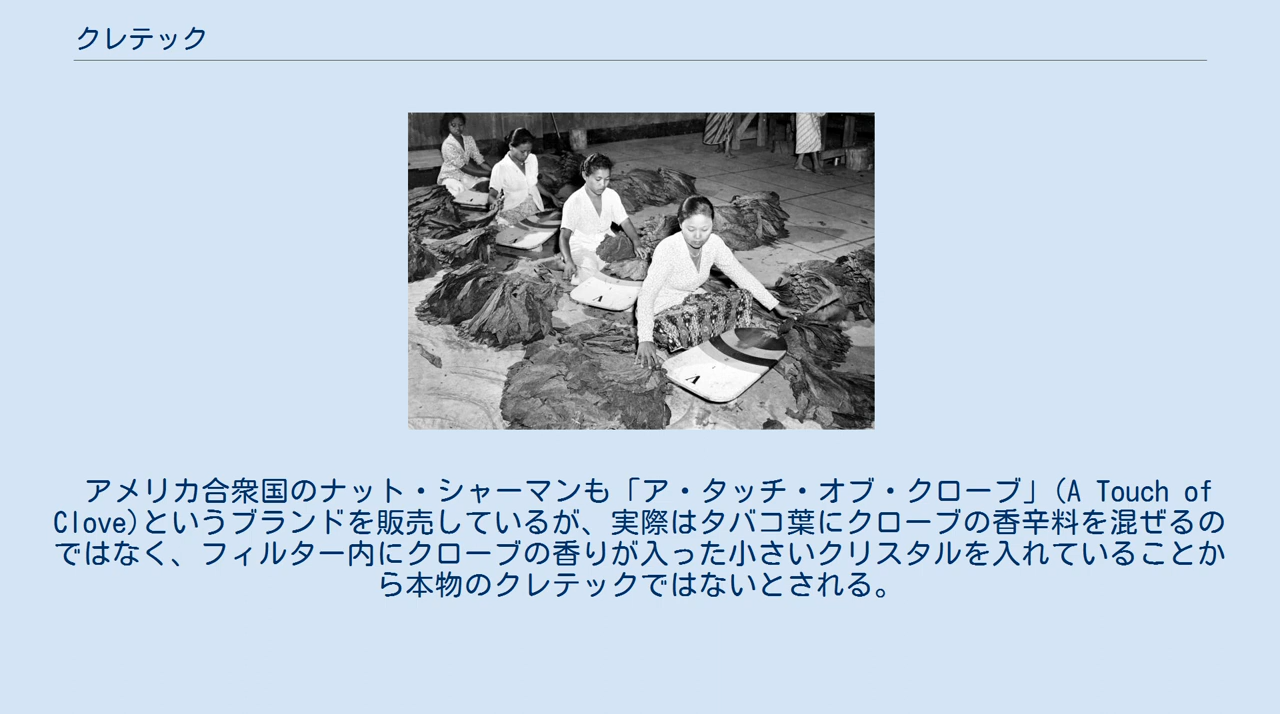 クレテック
アメリカ合衆国のナット・シャーマンも「ア・タッチ・オブ・クローブ」(A Touch of
Clove)というブランドを販売しているが、実際はタバコ葉にクローブの香辛料を混ぜるの
ではなく、フィルター内にクローブの香りが入った小さいクリスタルを入れていることか
ら本物のクレテックではないとされる。